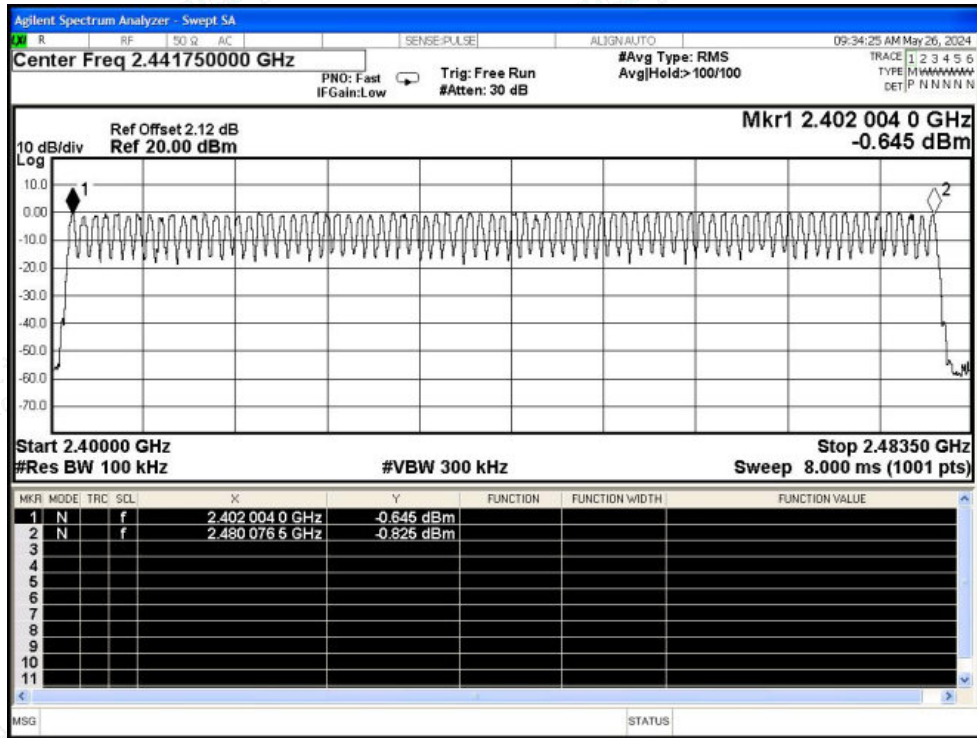 Agilent Spectrum Analyzer - Swept SA
LXI R RF 50 Ω AC SENSE:PULSE ALIGNAUTO 09:34:25 AM May 26, 2024
Center Freq 2.441750000 GHz
PNO: Fast
IFGain:Low
Trig: Free Run
#Atten: 30 dB
#Avg Type: RMS
Avg|Hold:>100/100
TRACE 1 2 3 4 5 6
TYPE M W W W W W
DET P N N N N N
Ref Offset 2.12 dB
10 dB/div Ref 20.00 dBm
Log
Mkr1 2.402 004 0 GHz
-0.645 dBm
1
2
10.0
0.00
-10.0
-20.0
-30.0
-40.0
-50.0
-60.0
-70.0
Start 2.40000 GHz Stop 2.48350 GHz
#Res BW 100 kHz #VBW 300 kHz Sweep 8.000 ms (1001 pts)
MKR MODE TRC SCL X Y FUNCTION FUNCTION WIDTH FUNCTION VALUE
1 N f 2.402 004 0 GHz -0.645 dBm
2 N f 2.480 076 5 GHz -0.825 dBm
3
4
5
6
7
8
9
10
11
MSG STATUS